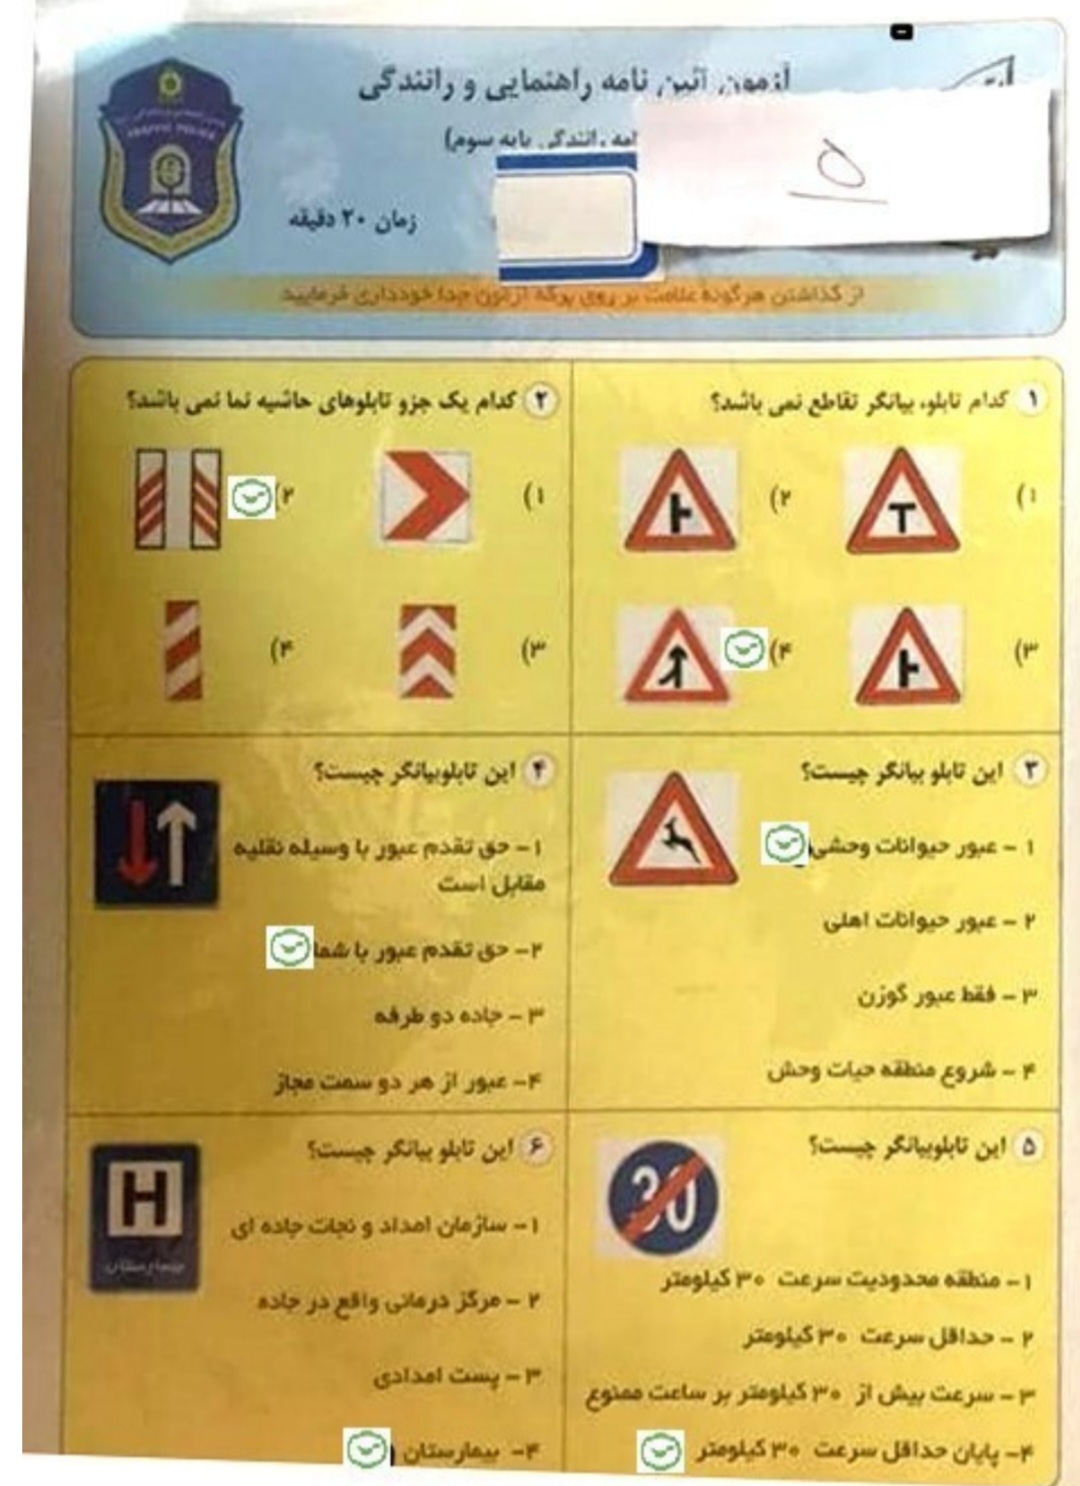 آزمون آئین نامه راهنمایی و رانندگی
رانندگی پایه سوم)
۵
زمان ۲۰ دقیقه
TRAFFIC POLICE
از گذاشتن هرگونه علامت بر روی برگه آزمون جدا خودداری فرمایید
۱ کدام تابلو، بیانگر تقاطع نمی باشد؟
۱)
۲)
۳)
۴)
۲ کدام یک جزو تابلوهای حاشیه نما نمی باشد؟
۱)
۲)
۳)
۴)
۳ این تابلو بیانگر چیست؟
۱ - عبور حیوانات وحشی
۲ - عبور حیوانات اهلی
۳ - فقط عبور گوزن
۴ - شروع منطقه حیات وحش
۴ این تابلوبیانگر چیست؟
۱ - حق تقدم عبور با وسیله نقلیه
مقابل است
۲- حق تقدم عبور با شما
۳ - جاده دو طرفه
۴- عبور از هر دو سمت مجاز
۵ این تابلوبیانگر چیست؟
30
۱- منطقه محدودیت سرعت ۳۰ کیلومتر
۲ - حداقل سرعت ۳۰ کیلومتر
۳- سرعت بیش از ۳۰ کیلومتر بر ساعت ممنوع
۴- پایان حداقل سرعت ۳۰ کیلومتر
۶ این تابلو بیانگر چیست؟
H
بیمارستان
۱- سازمان امداد و نجات جاده ای
۲ - مرکز درمانی واقع در جاده
۳ - پست امدادی
۴- بیمارستان